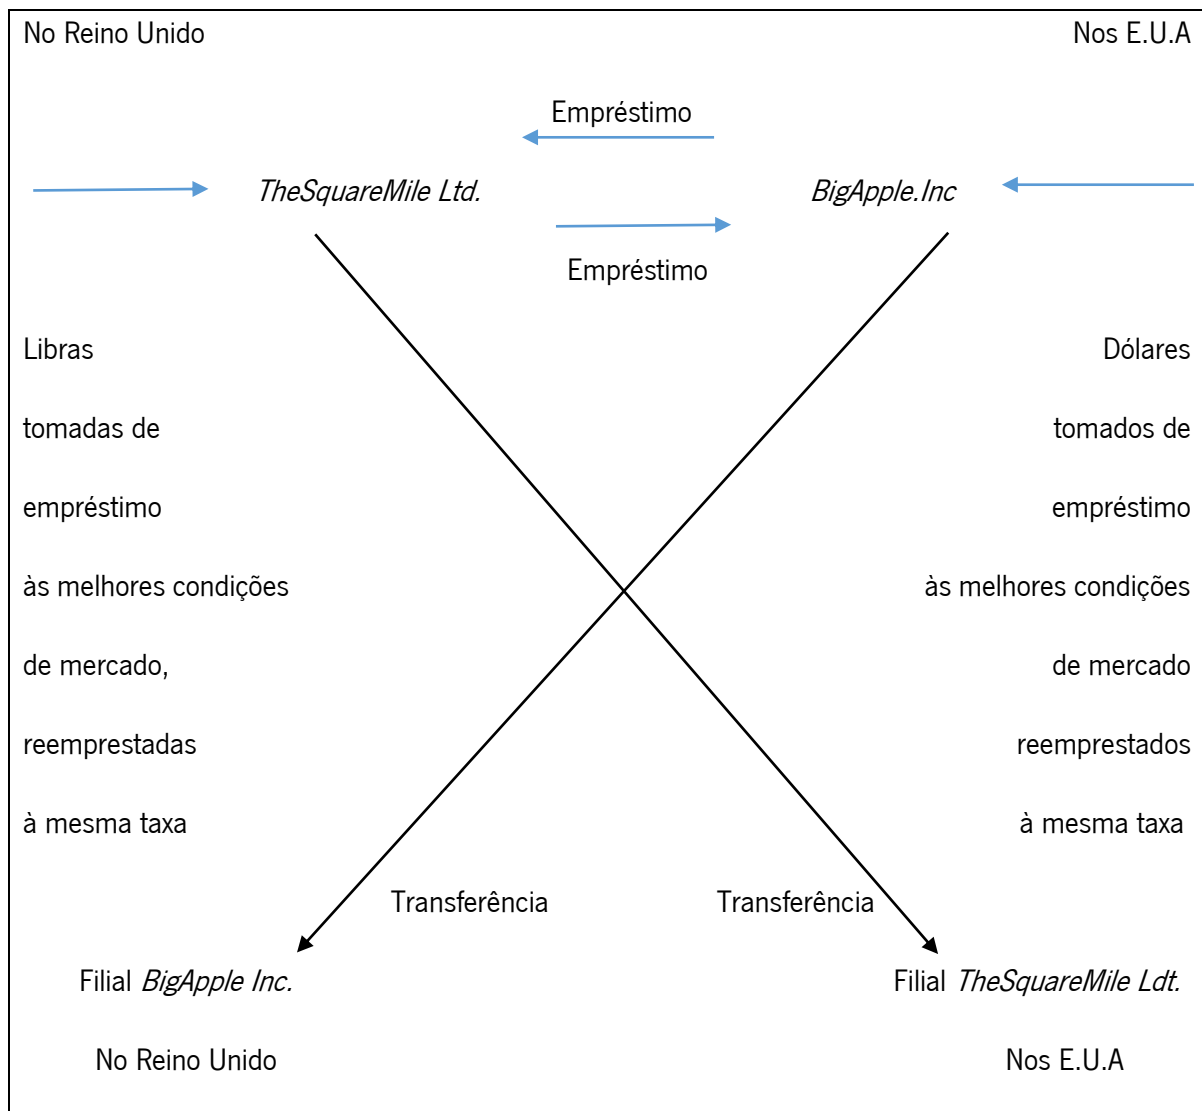 No Reino Unido
Nos E.U.A
Empréstimo
TheSquareMile Ltd.
BigApple.Inc
Empréstimo
Libras
Dólares
tomadas de
tomados de
empréstimo
empréstimo
às melhores condições
às melhores condições
de mercado,
de mercado
reemprestadas
reemprestados
à mesma taxa
à mesma taxa
Transferência
Transferência
Filial BigApple Inc.
Filial TheSquareMile Ldt.
No Reino Unido
Nos E.U.A